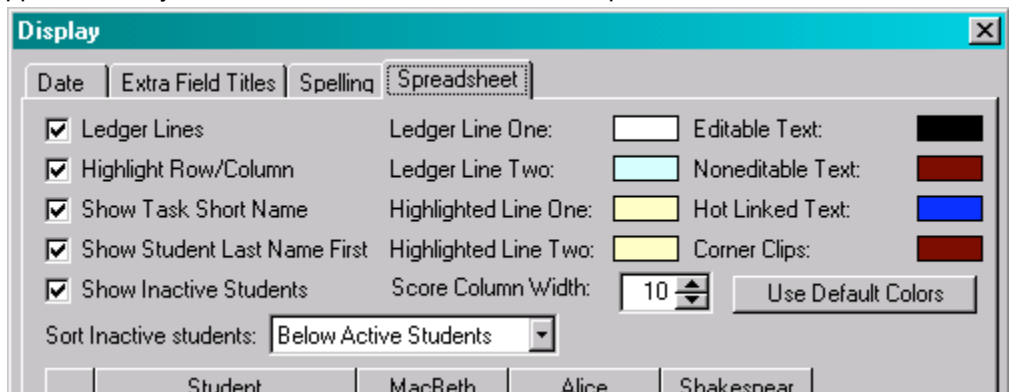 Display
Date Extra Field Titles Spelling Spreadsheet
Ledger Lines Ledger Line One: Editable Text:
Highlight Row/Column Ledger Line Two: Noneditable Text:
Show Task Short Name Highlighted Line One: Hot Linked Text:
Show Student Last Name First Highlighted Line Two: Corner Clips:
Show Inactive Students Score Column Width: 10 Use Default Colors
Sort Inactive students: Below Active Students
Student MacBeth Alice Shakespear